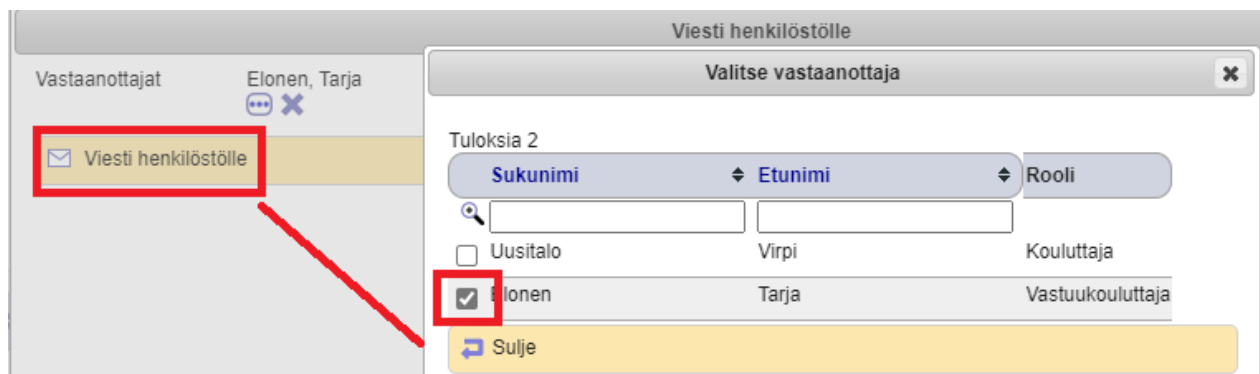 Viesti henkilöstölle
Vastaanottajat Elonen, Tarja
Viesti henkilöstölle
Valitse vastaanottaja
Tuloksia 2
Sukunimi Etunimi Rooli
Uusitalo Virpi Kouluttaja
Elonen Tarja Vastuukouluttaja
Sulje